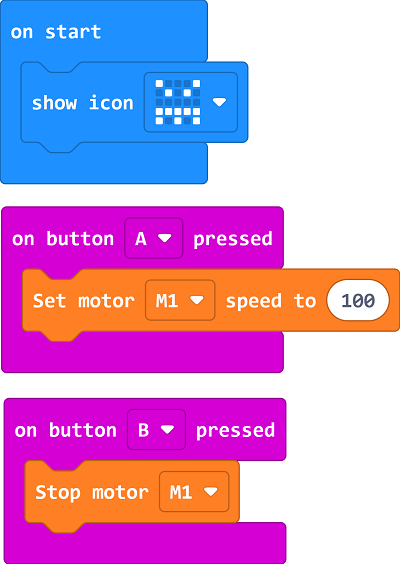 on start
show icon
on button A pressed
Set motor M1 speed to 100
on button B pressed
Stop motor M1